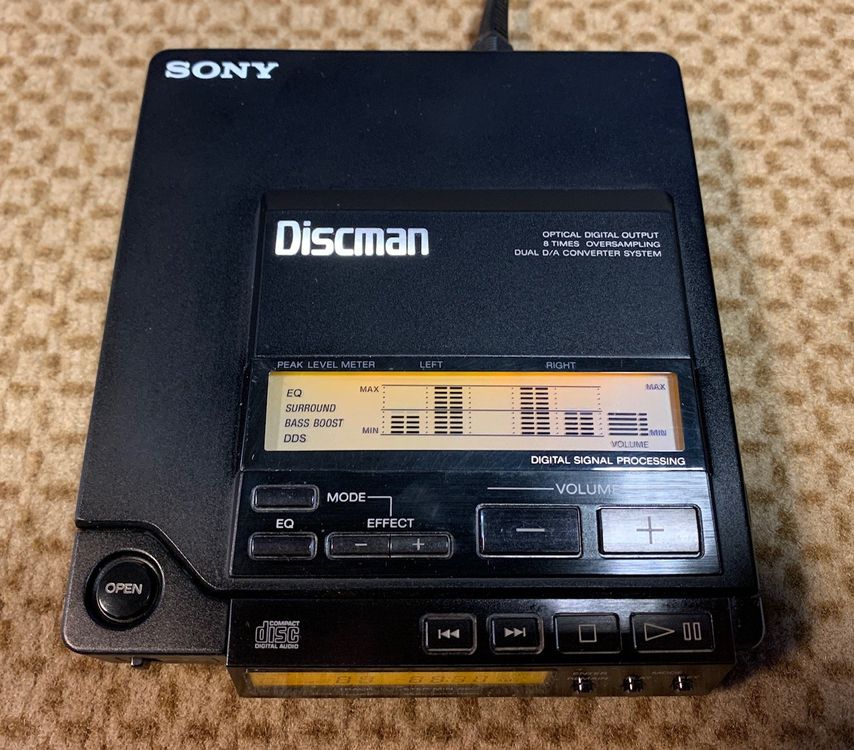 SONY
Discman
OPTICAL DIGITAL OUTPUT
8 TIMES OVERSAMPLING
DUAL D/A CONVERTER SYSTEM
PEAK LEVEL METER LEFT RIGHT
EQ MAX MAX
SURROUND
BASS BOOST
DDS MIN MIN
VOLUME
DIGITAL SIGNAL PROCESSING
MODE VOLUME
EQ EFFECT
- +
- +
OPEN
COMPACT
disc
DIGITAL AUDIO